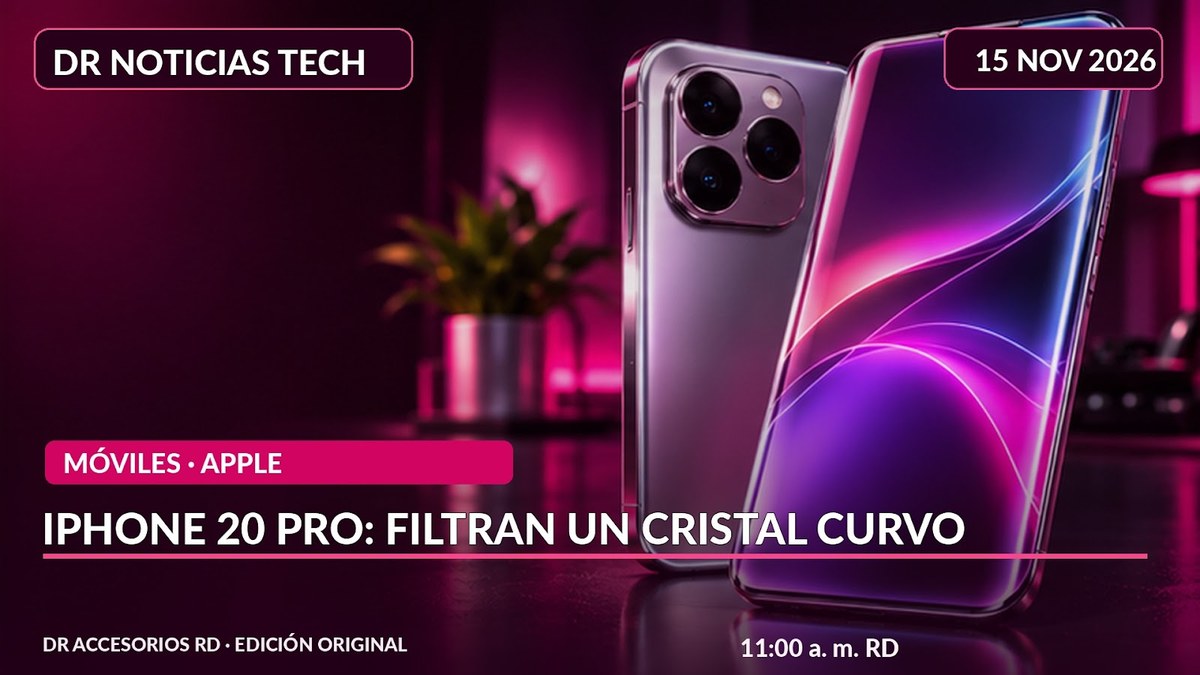 DR NOTICIAS TECH
15 NOV 2026
MÓVILES · APPLE
IPHONE 20 PRO: FILTRAN UN CRISTAL CURVO
DR ACCESORIOS RD · EDICIÓN ORIGINAL
11:00 a. m. RD